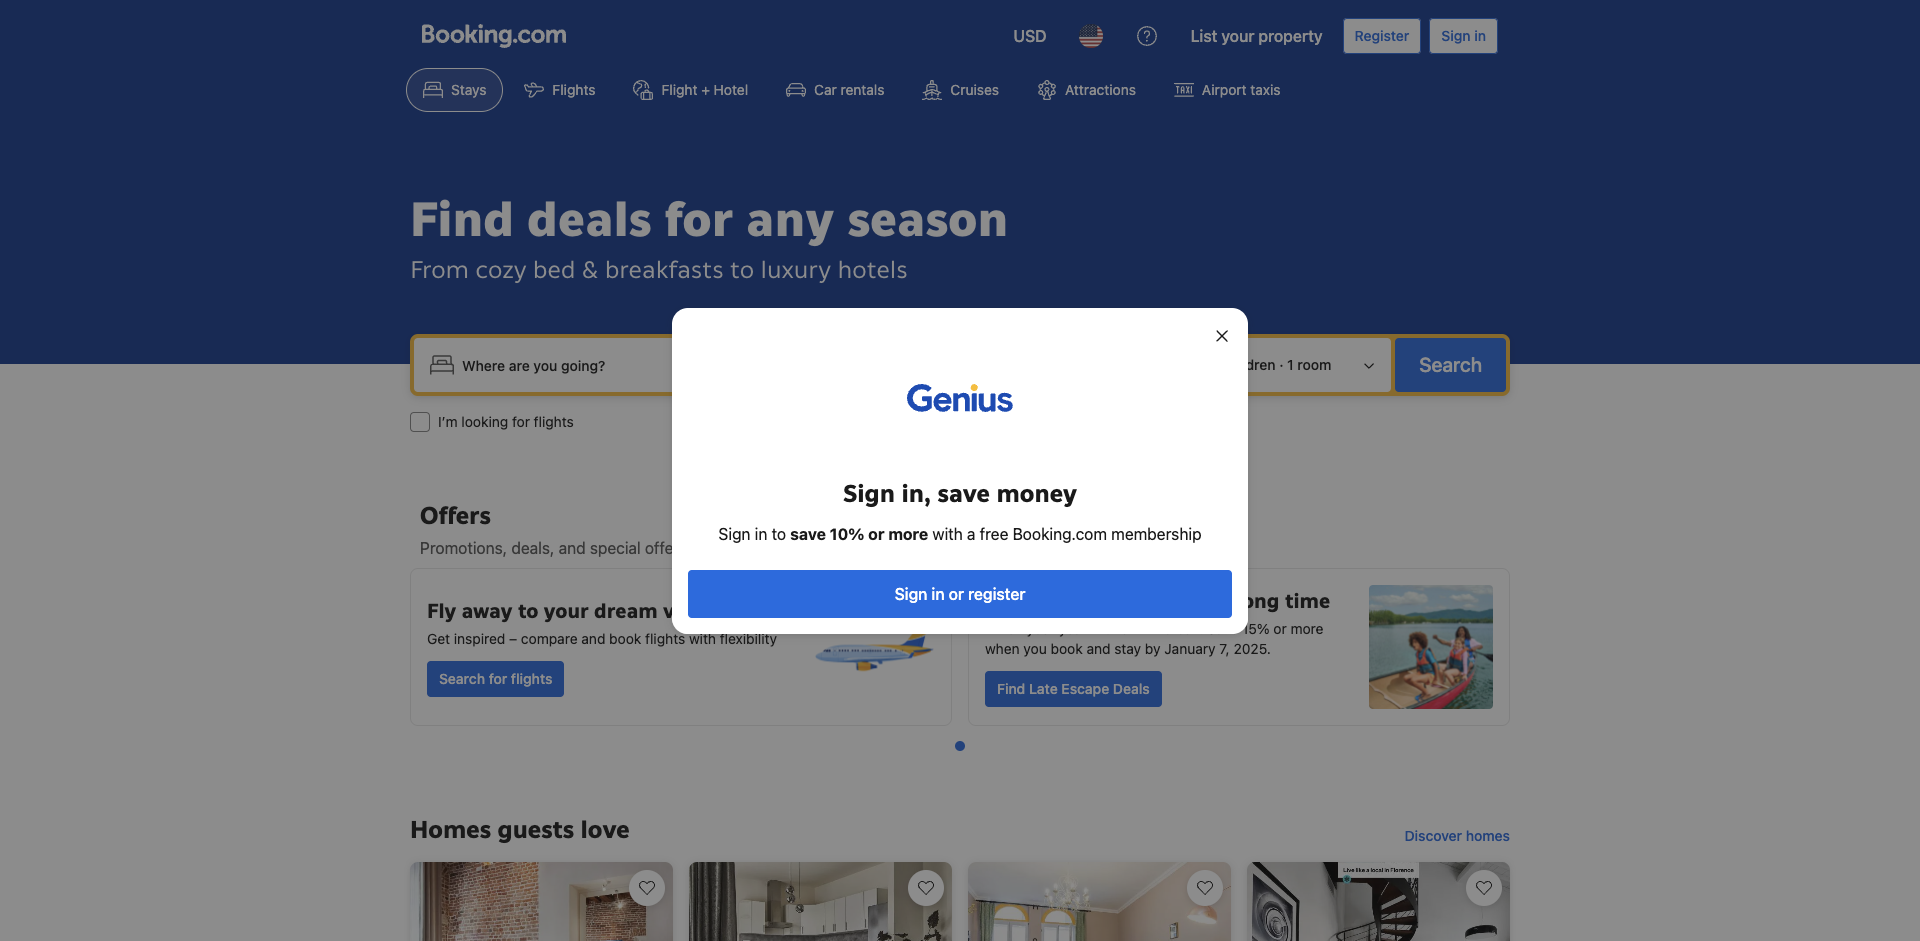 Booking.com
USD
List your property
Register
Sign in
Stays
Flights
Flight + Hotel
Car rentals
Cruises
Attractions
TAXI
Airport taxis
Find deals for any season
From cozy bed & breakfasts to luxury hotels
Where are you going?
dren · 1 room
Search
I'm looking for flights
Genius
Sign in, save money
Sign in to save 10% or more with a free Booking.com membership
Sign in or register
Offers
Promotions, deals, and special offe
Fly away to your dream v
Get inspired – compare and book flights with flexibility
Search for flights
ong time
15% or more
when you book and stay by January 7, 2025.
Find Late Escape Deals
Homes guests love
Discover homes
Live like a local in Florence